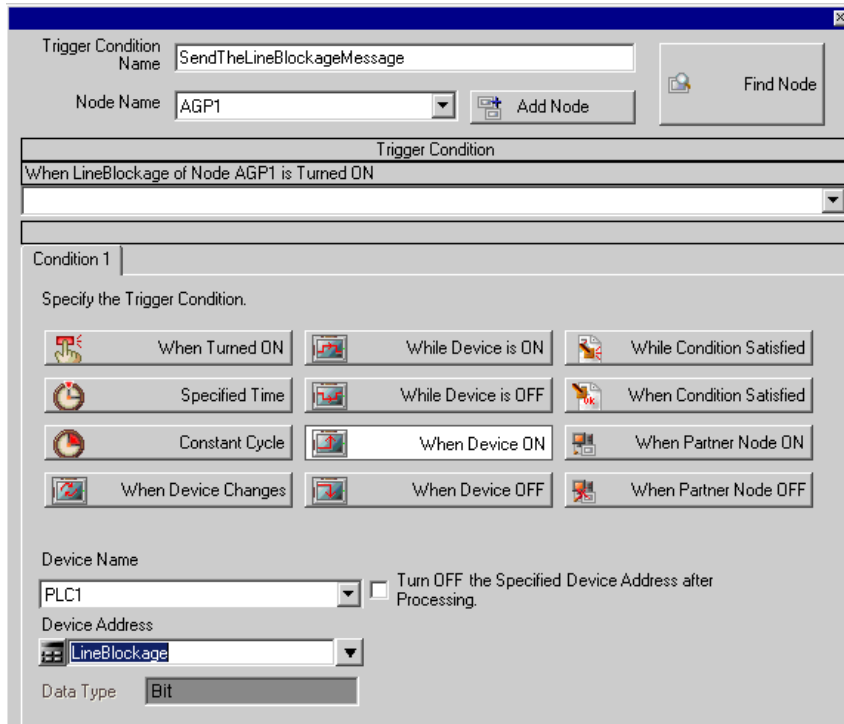 Trigger Condition
Name
SendTheLineBlockageMessage
Find Node
Node Name
AGP1
Add Node
Trigger Condition
When LineBlockage of Node AGP1 is Turned ON
Condition 1
Specify the Trigger Condition.
When Turned ON
While Device is ON
While Condition Satisfied
Specified Time
While Device is OFF
When Condition Satisfied
Constant Cycle
When Device ON
When Partner Node ON
When Device Changes
When Device OFF
When Partner Node OFF
Device Name
PLC1
Turn OFF the Specified Device Address after
Processing.
Device Address
LineBlockage
Data Type
Bit